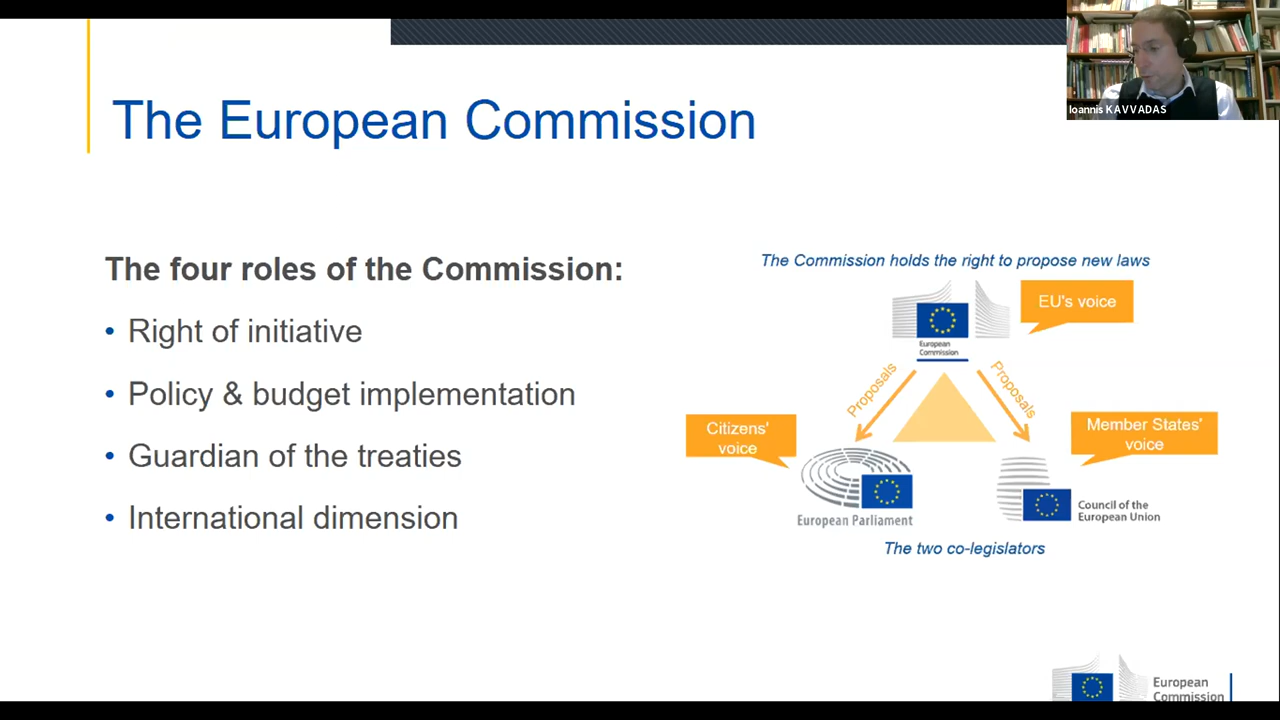 Ioannis KAVVADAS
The European Commission
The four roles of the Commission:
• Right of initiative
• Policy & budget implementation
• Guardian of the treaties
• International dimension
The Commission holds the right to propose new laws
EU's voice
European
Commission
Proposals
Proposals
Citizens'
voice
Member States'
voice
European Parliament
Council of the
European Union
The two co-legislators
European
Commission